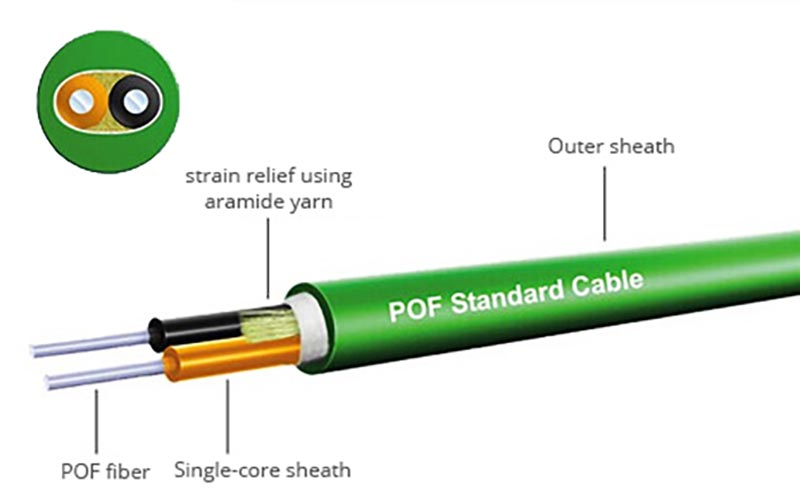 Outer sheath
strain relief using
aramide yarn
POF Standard Cable
POF fiber
Single-core sheath